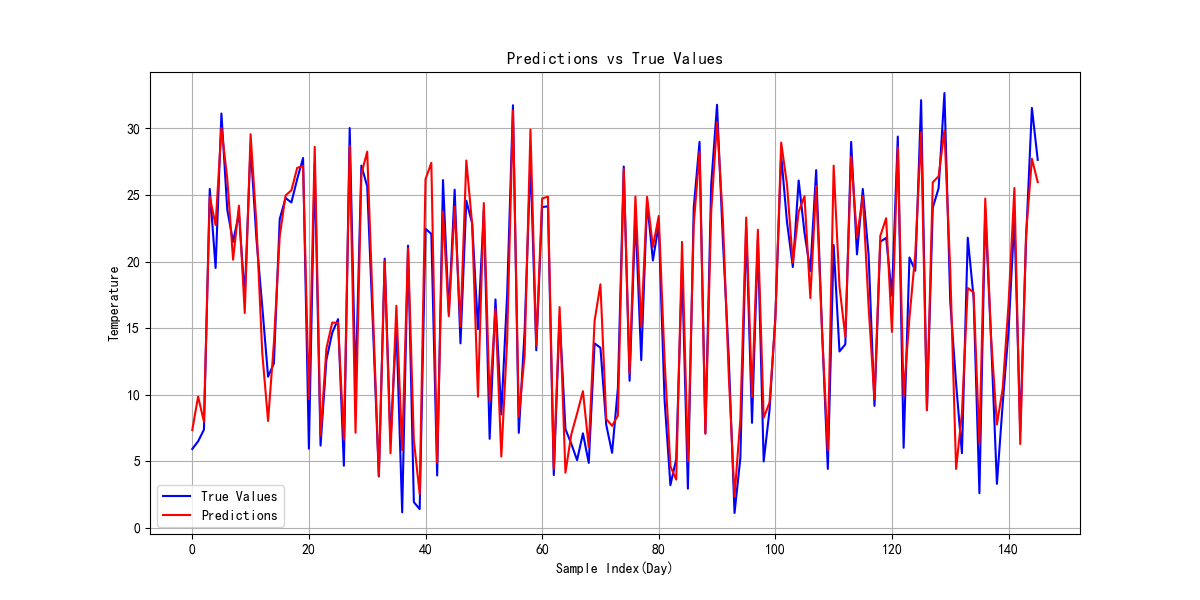 Predictions vs True Values
Temperature
30
25
20
15
10
5
0
True Values
Predictions
0 20 40 60 80 100 120 140
Sample Index(Day)